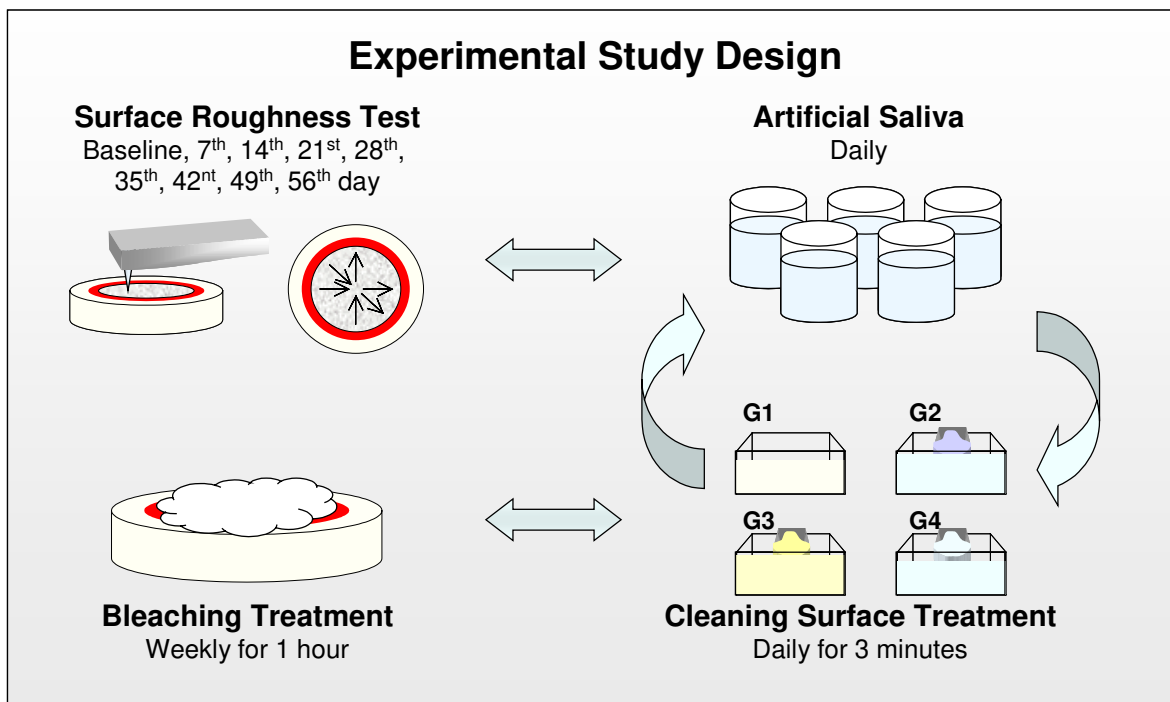 Experimental Study Design
Surface Roughness Test
Baseline, 7th, 14th, 21st, 28th,
35th, 42nt, 49th, 56th day
Artificial Saliva
Daily
G1
G2
G3
G4
Bleaching Treatment
Weekly for 1 hour
Cleaning Surface Treatment
Daily for 3 minutes